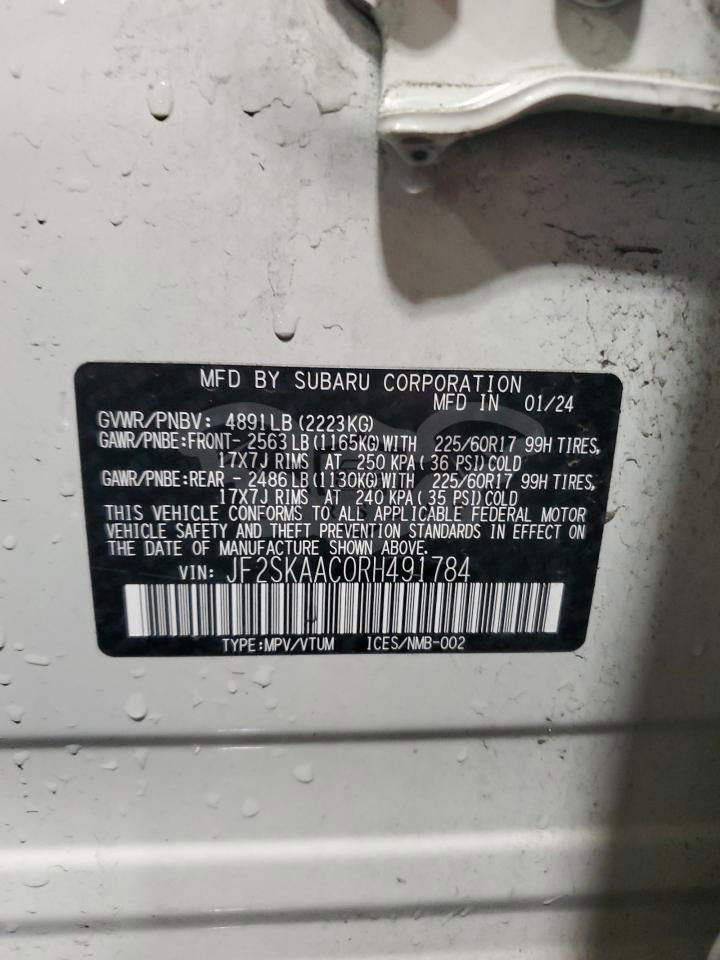 MFD BY SUBARU CORPORATION
MFD IN 01/24
GVWR/PNBV: 4891LB(2223KG)
GAWR/PNBE:FRONT- 2563LB(1165KG)WITH 225/60R17 99H TIRES,
17X7J RIMS AT 250 KPA( 36 PSI)COLD
GAWR/PNBE:REAR - 2486LB(1130KG)WITH 225/60R17 99H TIRES,
17X7J RIMS AT 240 KPA( 35 PSI)COLD
THIS VEHICLE CONFORMS TO ALL APPLICABLE FEDERAL MOTOR
VEHICLE SAFETY AND THEFT PREVENTION STANDARDS IN EFFECT ON
THE DATE OF MANUFACTURE SHOWN ABOVE.
VIN: JF2SKAAC0RH491784
TYPE:MPV/VTUM ICES/NMB-002